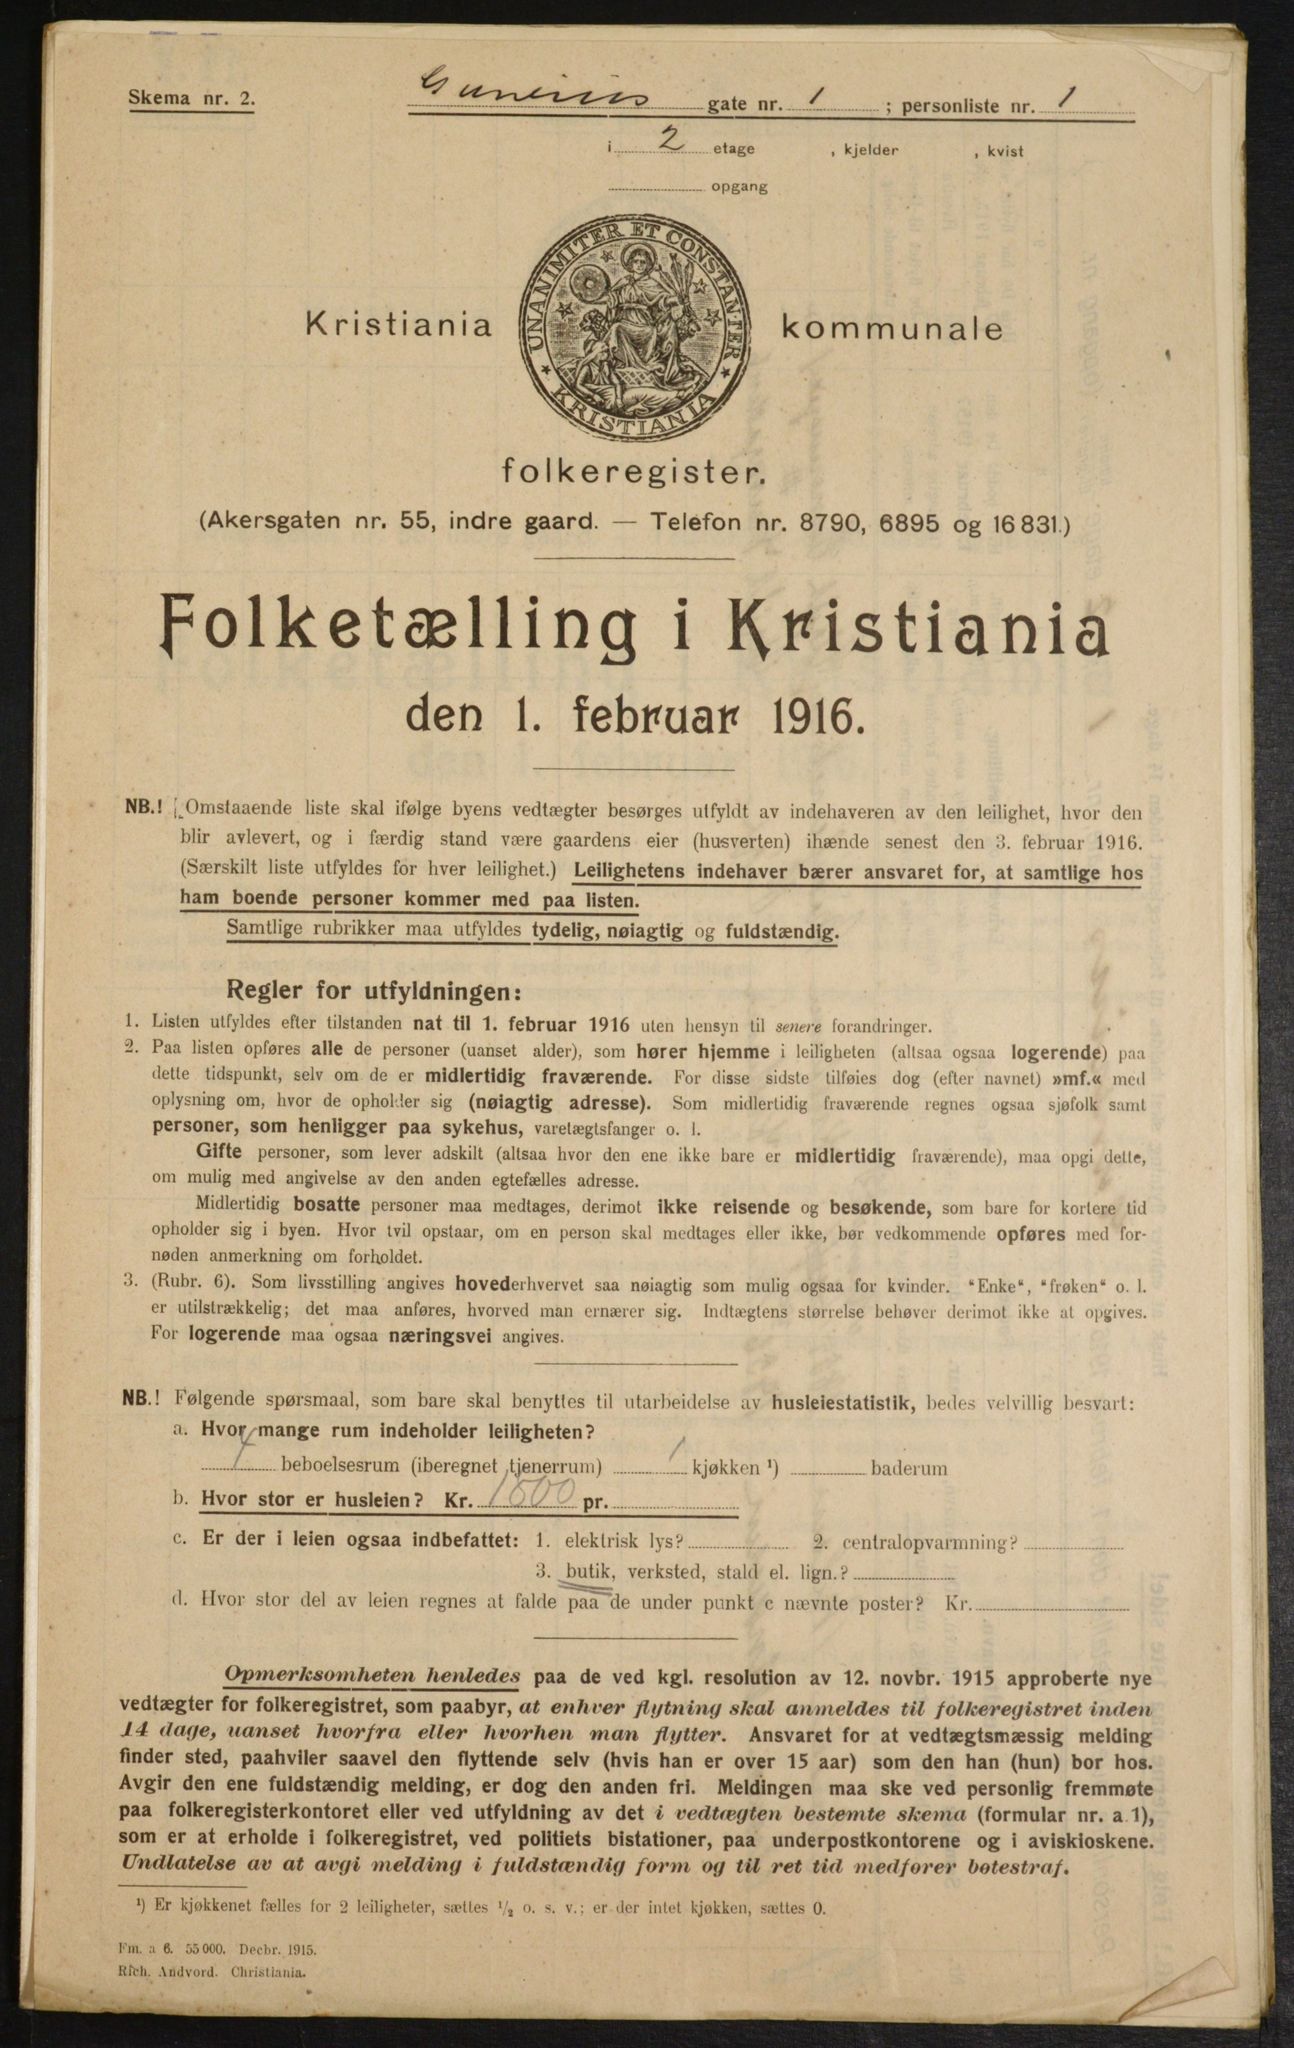 Skema nr. 2.
Gunerius gate nr. 1; personliste nr. 1
i 2 etage , kjelder , kvist
opgang
UNANIMITER ET CONSTANTER
★ KRISTIANIA ★
Kristiania kommunale
folkeregister.
(Akersgaten nr. 55, indre gaard. — Telefon nr. 8790, 6895 og 16 831.)
Folketælling i Kristiania
den 1. februar 1916.
NB.! Omstaaende liste skal ifølge byens vedtægter besørges utfyldt av indehaveren av den leilighet, hvor den
blir avlevert, og i færdig stand være gaardens eier (husverten) ihænde senest den 3. februar 1916.
(Særskilt liste utfyldes for hver leilighet.) Leilighetens indehaver bærer ansvaret for, at samtlige hos
ham boende personer kommer med paa listen.
Samtlige rubrikker maa utfyldes tydelig, nøiagtig og fuldstændig.
Regler for utfyldningen:
1. Listen utfyldes efter tilstanden nat til 1. februar 1916 uten hensyn til senere forandringer.
2. Paa listen opføres alle de personer (uanset alder), som hører hjemme i leiligheten (altsaa ogsaa logerende) paa
dette tidspunkt, selv om de er midlertidig fraværende. For disse sidste tilføies dog (efter navnet) »mf.« med
oplysning om, hvor de opholder sig (nøiagtig adresse). Som midlertidig fraværende regnes ogsaa sjøfolk samt
personer, som henligger paa sykehus, varetægtsfanger o. l.
Gifte personer, som lever adskilt (altsaa hvor den ene ikke bare er midlertidig fraværende), maa opgi dette,
om mulig med angivelse av den anden egtefælles adresse.
Midlertidig bosatte personer maa medtages, derimot ikke reisende og besøkende, som bare for kortere tid
opholder sig i byen. Hvor tvil opstaar, om en person skal medtages eller ikke, bør vedkommende opføres med for-
nøden anmerkning om forholdet.
3. (Rubr. 6). Som livsstilling angives hovederhvervet saa nøiagtig som mulig ogsaa for kvinder. "Enke", "frøken" o. l.
er utilstrækkelig; det maa anføres, hvorved man ernærer sig. Indtægtens størrelse behøver derimot ikke at opgives.
For logerende maa ogsaa næringsvei angives.
NB.! Følgende spørsmaal, som bare skal benyttes til utarbeidelse av husleiestatistik, bedes velvillig besvart:
a. Hvor mange rum indeholder leiligheten?
4 beboelsesrum (iberegnet tjenerrum) 1 kjøkken ¹) baderum
b. Hvor stor er husleien? Kr. 1800 pr.
c. Er der i leien ogsaa indbefattet: 1. elektrisk lys? 2. centralopvarmning?
3. butik, verksted, stald el. lign.?
d. Hvor stor del av leien regnes at falde paa de under punkt c nævnte poster? Kr.
Opmerksomheten henledes paa de ved kgl. resolution av 12. novbr. 1915 approberte nye
vedtægter for folkeregistret, som paabyr, at enhver flytning skal anmeldes til folkeregistret inden
14 dage, uanset hvorfra eller hvorhen man flytter. Ansvaret for at vedtægtsmæssig melding
finder sted, paahviler saavel den flyttende selv (hvis han er over 15 aar) som den han (hun) bor hos.
Avgir den ene fuldstændig melding, er dog den anden fri. Meldingen maa ske ved personlig fremmøte
paa folkeregisterkontoret eller ved utfyldning av det i vedtægten bestemte skema (formular nr. a 1),
som er at erholde i folkeregistret, ved politiets bistationer, paa underpostkontorene og i aviskioskene.
Undlatelse av at avgi melding i fuldstændig form og til ret tid medfører bøtestraf.
¹) Er kjøkkenet fælles for 2 leiligheter, sættes ½ o. s. v.; er der intet kjøkken, sættes 0.
Fm. a 6. 55 000. Decbr. 1915.
Rich. Andvord. Christiania.